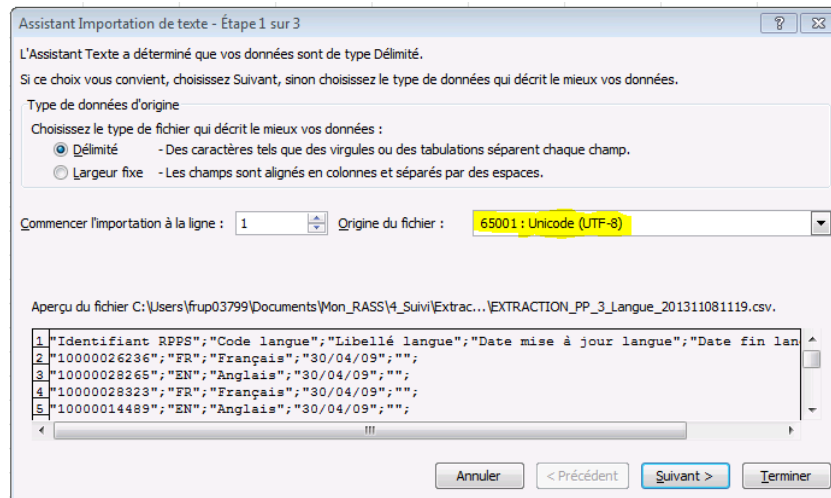 Assistant Importation de texte - Étape 1 sur 3
L'Assistant Texte a déterminé que vos données sont de type Délimité.
Si ce choix vous convient, choisissez Suivant, sinon choisissez le type de données qui décrit le mieux vos données.
Type de données d'origine
Choisissez le type de fichier qui décrit le mieux vos données :
Délimité - Des caractères tels que des virgules ou des tabulations séparent chaque champ.
Largeur fixe - Les champs sont alignés en colonnes et séparés par des espaces.
Commencer l'importation à la ligne : 1 Origine du fichier : 65001 : Unicode (UTF-8)
Aperçu du fichier C:\Users\frup03799\Documents\Mon_RASS\4_Suivi\Extrac...\EXTRACTION_PP_3_Langue_201311081119.csv.
1 "Identifiant RPPS";"Code langue";"Libellé langue";"Date mise à jour langue";"Date fin lan
2 "10000026236";"FR";"Français";"30/04/09";"";
3 "10000028265";"EN";"Anglais";"30/04/09";"";
4 "10000028323";"FR";"Français";"30/04/09";"";
5 "10000014489";"EN";"Anglais";"30/04/09";"";
Annuler < Précédent Suivant > Terminer